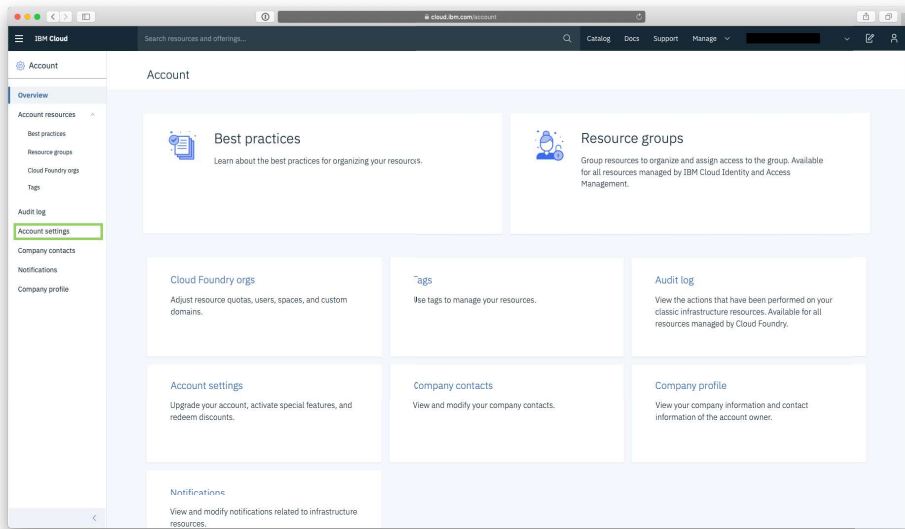 cloud.ibm.com/account
IBM Cloud
Search resources and offerings...
Catalog
Docs
Support
Manage
Account
Overview
Account resources
Best practices
Resource groups
Cloud Foundry orgs
Tags
Audit log
Account settings
Company contacts
Notifications
Company profile
Account
Best practices
Learn about the best practices for organizing your resources.
Resource groups
Group resources to organize and assign access to the group. Available
for all resources managed by IBM Cloud Identity and Access
Management.
Cloud Foundry orgs
Adjust resource quotas, users, spaces, and custom
domains.
Tags
Use tags to manage your resources.
Audit log
View the actions that have been performed on your
classic infrastructure resources. Available for all
resources managed by Cloud Foundry.
Account settings
Upgrade your account, activate special features, and
redeem discounts.
Company contacts
View and modify your company contacts.
Company profile
View your company information and contact
information of the account owner.
Notifications
View and modify notifications related to infrastructure
resources.